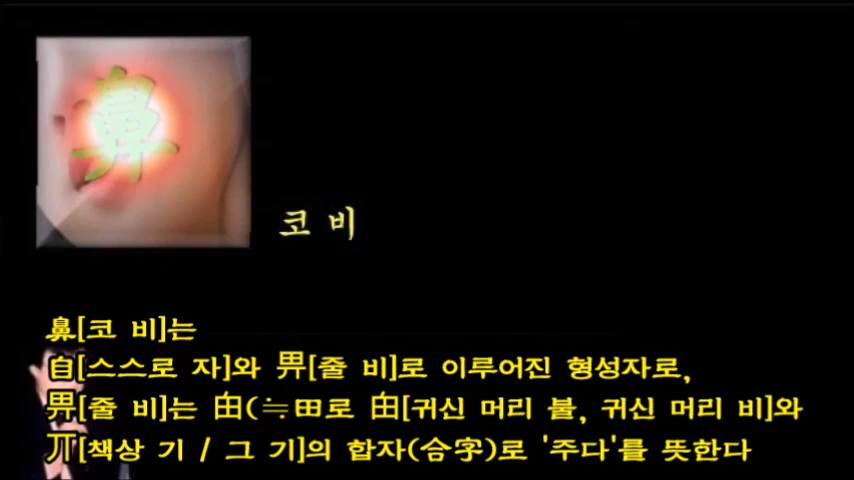 鼻
코 비
鼻[코 비]는
自[스스로 자]와 畀[줄 비]로 이루어진 형성자로,
畀[줄 비]는 甶(≒田로 甶[귀신 머리 불, 귀신 머리 비]와
丌[책상 기 / 그 기]의 합자(合字)로 '주다'를 뜻한다